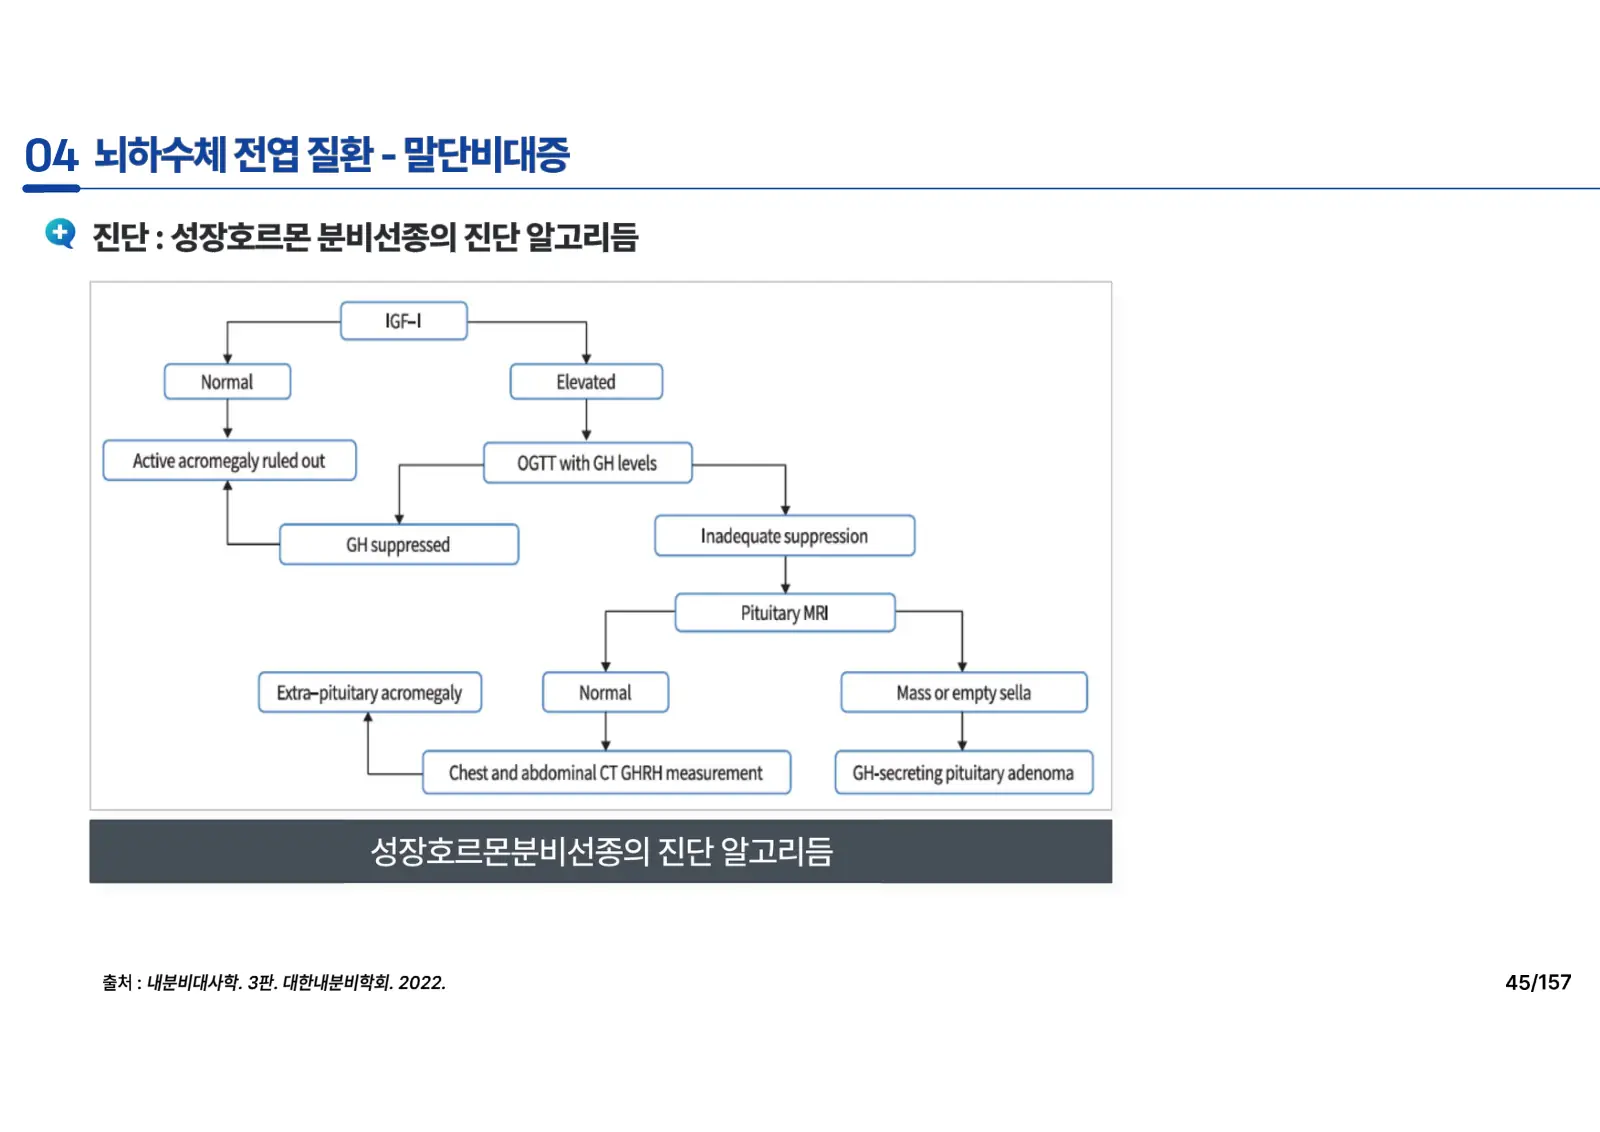 04 뇌하수체 전엽 질환 - 말단비대증
진단 : 성장호르몬 분비선종의 진단 알고리듬
IGF-I
Normal
Elevated
Active acromegaly ruled out
OGTT with GH levels
GH suppressed
Inadequate suppression
Pituitary MRI
Extra-pituitary acromegaly
Normal
Mass or empty sella
Chest and abdominal CT GHRH measurement
GH-secreting pituitary adenoma
성장호르몬분비선종의 진단 알고리듬
출처 : 내분비대사학. 3판. 대한내분비학회. 2022.
45/157